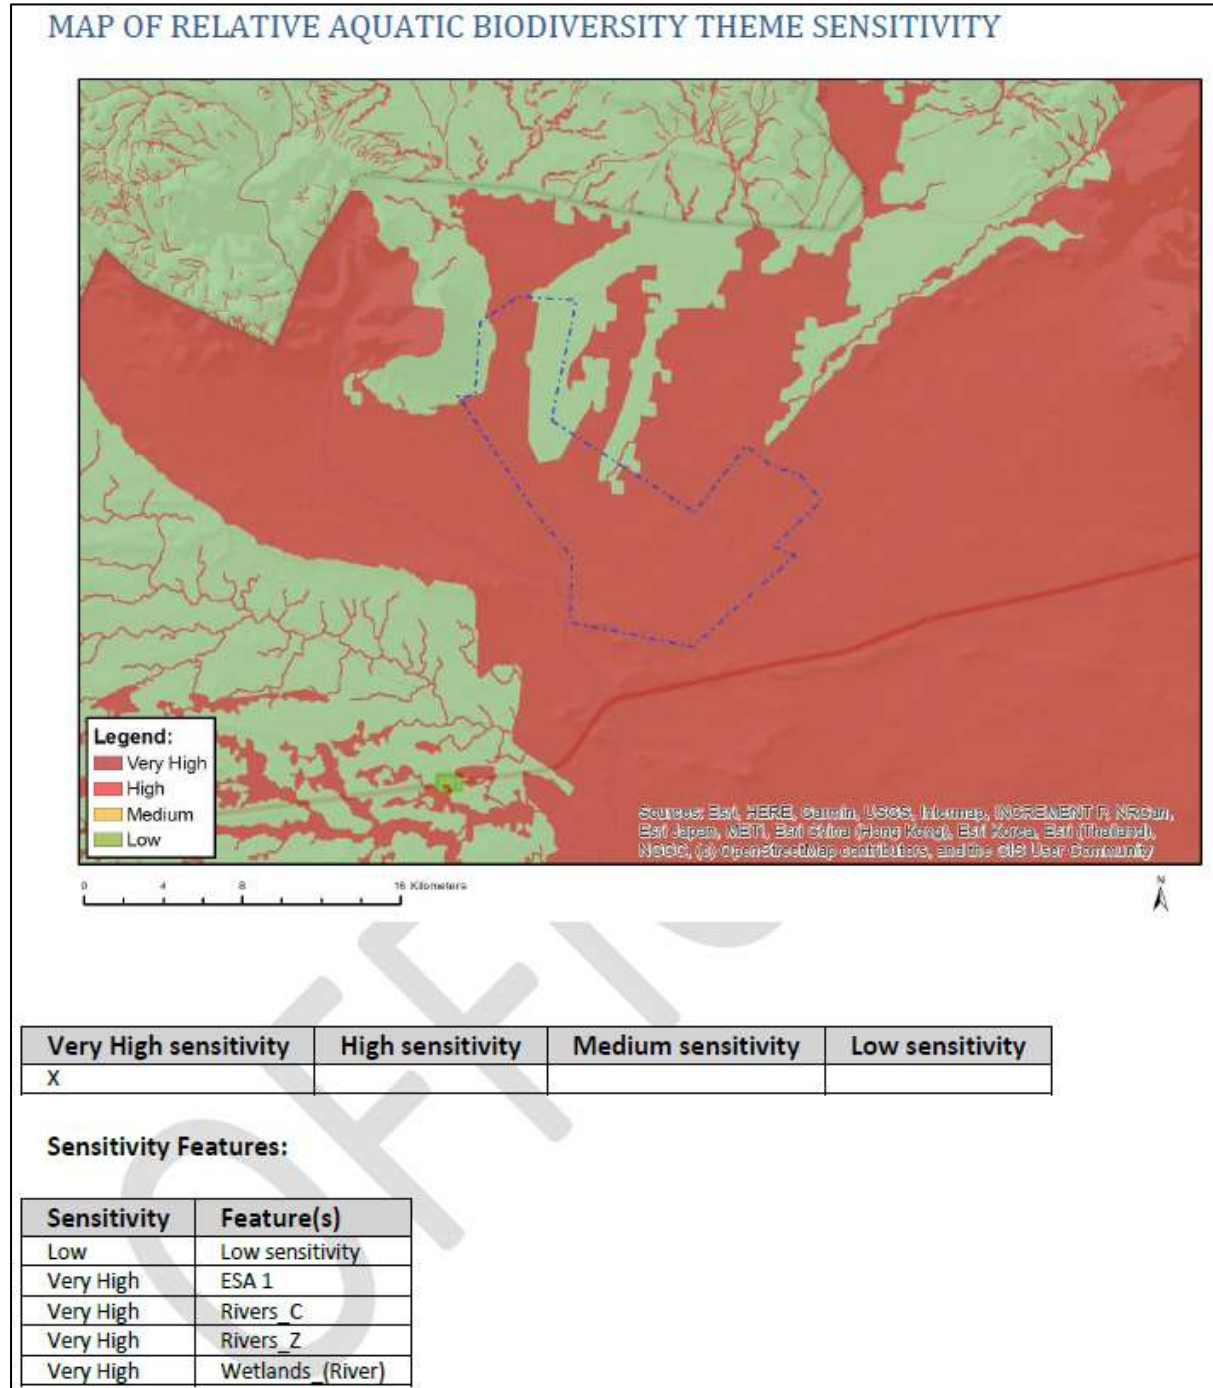 MAP OF RELATIVE AQUATIC BIODIVERSITY THEME SENSITIVITY
Legend:
Very High
High
Medium
Low
Sources: Esri, HERE, Garmin, USGS, Intermap, INCREMENT P, NRCan,
Esri Japan, METI, Esri China (Hong Kong), Esri Korea, Esri (Thailand),
NGCC, (c) OpenStreetMap contributors, and the GIS User Community
0 4 8 16 Kilometers
N
Very High sensitivity High sensitivity Medium sensitivity Low sensitivity
X
Sensitivity Features:
Sensitivity Feature(s)
Low Low sensitivity
Very High ESA 1
Very High Rivers_C
Very High Rivers_Z
Very High Wetlands_(River)